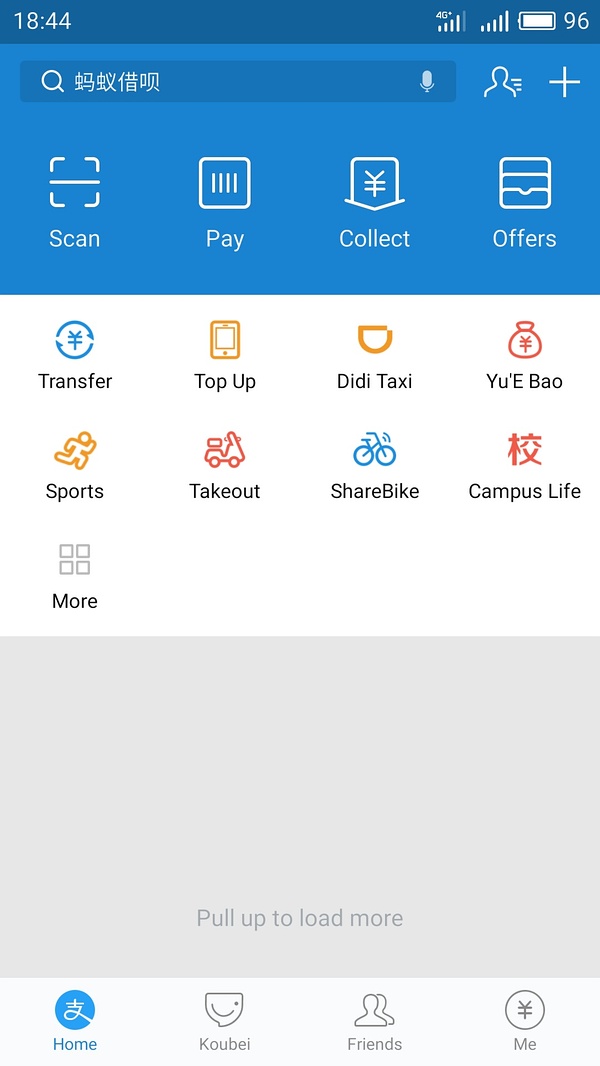 18:44
4G+
96
蚂蚁借呗
Scan
Pay
Collect
Offers
Transfer
Top Up
Didi Taxi
Yu'E Bao
校
Sports
Takeout
ShareBike
Campus Life
More
Pull up to load more
支
Home
Koubei
Friends
Me